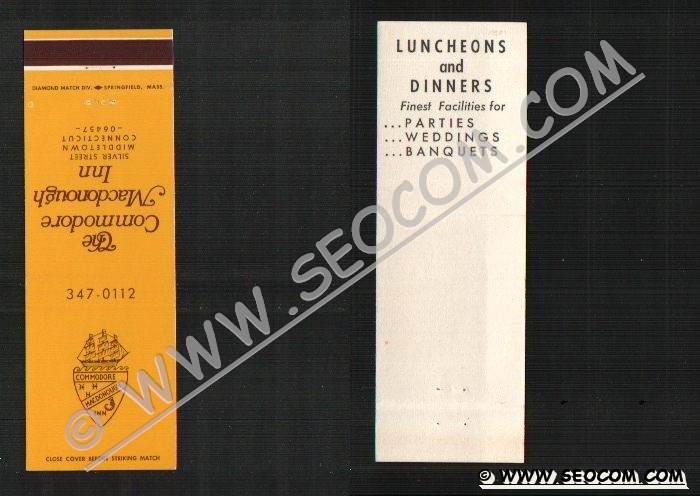 DIAMOND MATCH DIV. ◆ SPRINGFIELD, MASS.
The
Commodore
Macdonough
Inn
SILVER STREET
MIDDLETOWN
CONNECTICUT
-06457-
347-0112
COMMODORE
H H
H
MACDONOUGH
INN
CLOSE COVER BEFORE STRIKING MATCH
LUNCHEONS
and
DINNERS
Finest Facilities for
...PARTIES
...WEDDINGS
...BANQUETS
© WWW.SEOCOM.COM
© WWW.SEOCOM.COM